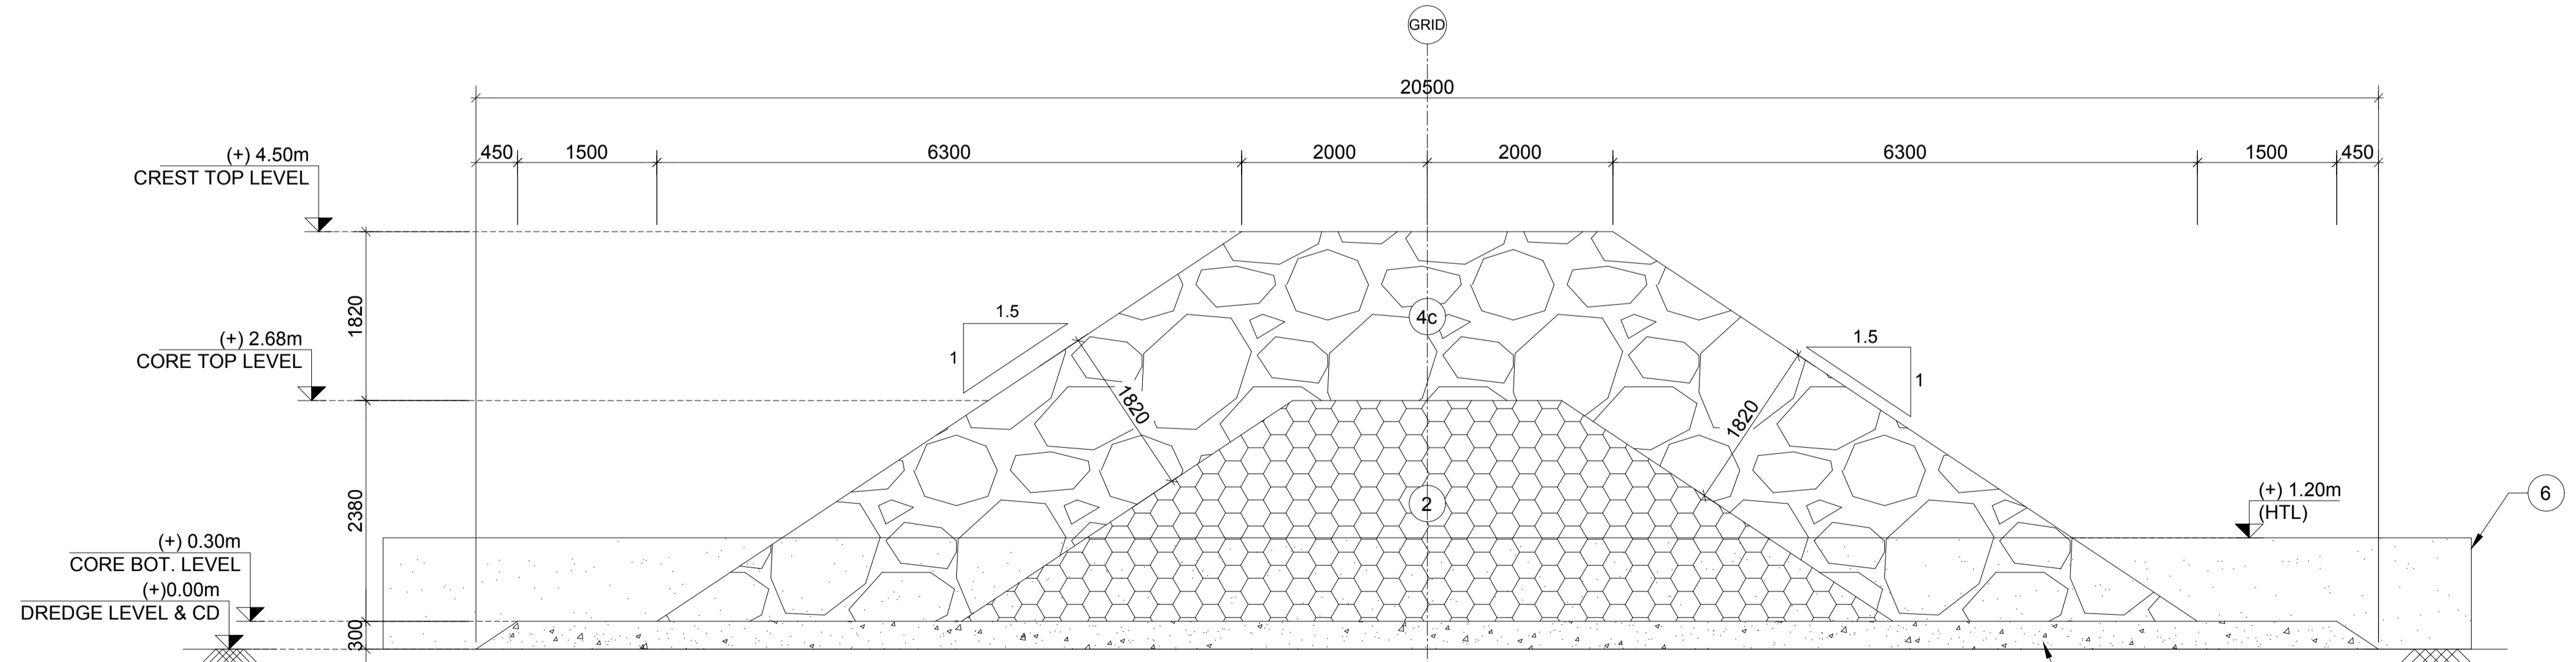 GRID
20500
450 1500 6300 2000 2000 6300 1500 450
(+) 4.50m
CREST TOP LEVEL
1820
1.5
1
4c
1.5
1
(+) 2.68m
CORE TOP LEVEL
1820
1820
2380
2
(+) 1.20m
(HTL)
6
(+) 0.30m
CORE BOT. LEVEL
(+)0.00m
DREDGE LEVEL & CD
300